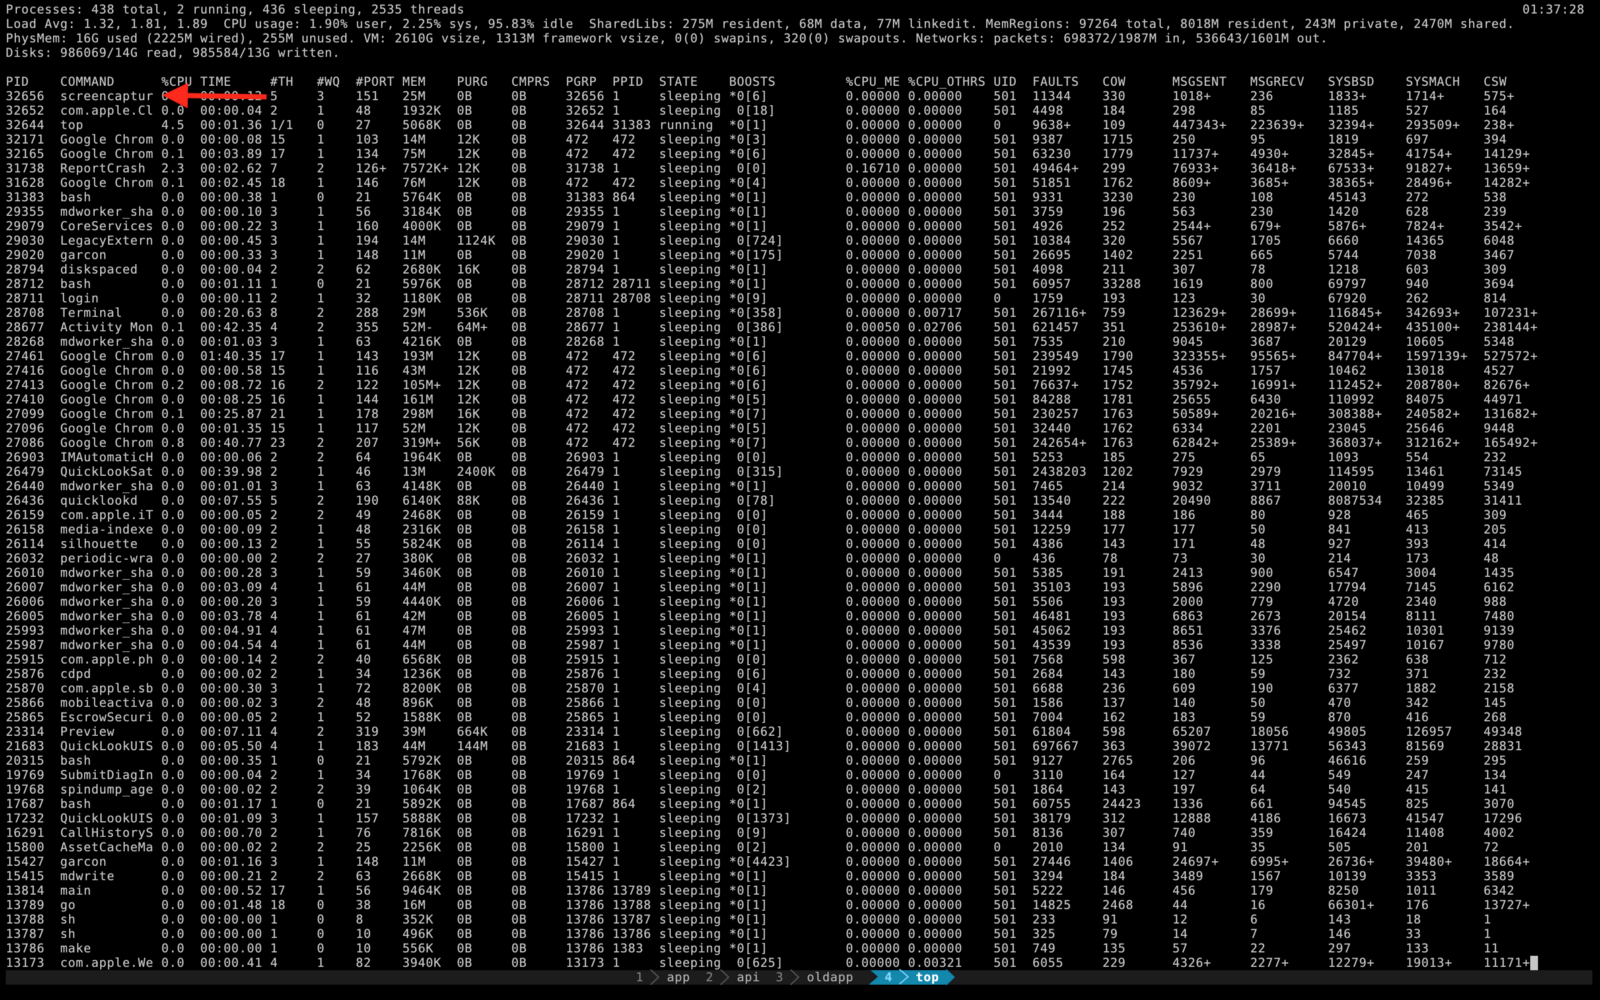 Processes: 438 total, 2 running, 436 sleeping, 2535 threads 01:37:28
Load Avg: 1.32, 1.81, 1.89 CPU usage: 1.90% user, 2.25% sys, 95.83% idle SharedLibs: 275M resident, 68M data, 77M linkedit. MemRegions: 97264 total, 8018M resident, 243M private, 2470M shared.
PhysMem: 16G used (2225M wired), 255M unused. VM: 2610G vsize, 1313M framework vsize, 0(0) swapins, 320(0) swapouts. Networks: packets: 698372/1987M in, 536643/1601M out.
Disks: 986069/14G read, 985584/13G written.
PID COMMAND %CPU TIME #TH #WQ #PORT MEM PURG CMPRS PGRP PPID STATE BOOSTS %CPU_ME %CPU_OTHRS UID FAULTS COW MSGSENT MSGRECV SYSBSD SYSMACH CSW
32656 screencaptur 5 3 151 25M 0B 0B 32656 1 sleeping *0[6] 0.00000 0.00000 501 11344 330 1018+ 236 1833+ 1714+ 575+
32652 com.apple.Cl 0.0 00:00.04 2 1 48 1932K 0B 0B 32652 1 sleeping 0[18] 0.00000 0.00000 501 4498 184 298 85 1185 527 164
32644 top 4.5 00:01.36 1/1 0 27 5068K 0B 0B 32644 31383 running *0[1] 0.00000 0.00000 0 9638+ 109 447343+ 223639+ 32394+ 293509+ 238+
32171 Google Chrom 0.0 00:00.08 15 1 103 14M 12K 0B 472 472 sleeping *0[3] 0.00000 0.00000 501 9387 1715 250 95 1819 697 394
32165 Google Chrom 0.1 00:03.89 17 1 134 75M 12K 0B 472 472 sleeping *0[6] 0.00000 0.00000 501 63230 1779 11737+ 4930+ 32845+ 41754+ 14129+
31738 ReportCrash 2.3 00:02.62 7 2 126+ 7572K+ 12K 0B 31738 1 sleeping *0[0] 0.16710 0.00000 501 49464+ 299 76933+ 36418+ 67533+ 91827+ 13659+
31628 Google Chrom 0.1 00:02.45 18 1 146 76M 12K 0B 472 472 sleeping *0[4] 0.00000 0.00000 501 51851 1762 8609+ 3685+ 38365+ 28496+ 14282+
31383 bash 0.0 00:00.38 1 0 21 5764K 0B 0B 31383 864 sleeping *0[1] 0.00000 0.00000 501 9331 3230 230 108 45143 272 538
29355 mdworker_sha 0.0 00:00.10 3 1 56 3184K 0B 0B 29355 1 sleeping *0[1] 0.00000 0.00000 501 3759 196 563 230 1420 628 239
29079 CoreServices 0.0 00:00.22 3 1 160 4000K 0B 0B 29079 1 sleeping *0[1] 0.00000 0.00000 501 4926 252 2544+ 679+ 5876+ 7824+ 3542+
29030 LegacyExtern 0.0 00:00.45 3 1 194 14M 1124K 0B 29030 1 sleeping 0[724] 0.00000 0.00000 501 10384 320 5567 1705 6660 14365 6048
29020 garcon 0.0 00:00.33 3 1 148 11M 0B 0B 29020 1 sleeping *0[175] 0.00000 0.00000 501 26695 1402 2251 665 5744 7038 3467
28794 diskspaced 0.0 00:00.04 2 2 62 2680K 16K 0B 28794 1 sleeping *0[1] 0.00000 0.00000 501 4098 211 307 78 1218 603 309
28712 bash 0.0 00:01.11 1 0 21 5976K 0B 0B 28712 28711 sleeping *0[1] 0.00000 0.00000 501 60957 33288 1619 800 69797 940 3694
28711 login 0.0 00:00.11 2 1 32 1180K 0B 0B 28711 28708 sleeping *0[9] 0.00000 0.00000 0 1759 193 123 30 67920 262 814
28708 Terminal 0.0 00:20.63 8 2 288 29M 536K 0B 28708 1 sleeping *0[358] 0.00000 0.00717 501 267116+ 759 123629+ 28699+ 116845+ 342693+ 107231+
28677 Activity Mon 0.1 00:42.35 4 2 355 52M- 64M+ 0B 28677 1 sleeping 0[386] 0.00050 0.02706 501 621457 351 253610+ 28987+ 520424+ 435100+ 238144+
28268 mdworker_sha 0.0 00:01.03 3 1 63 4216K 0B 0B 28268 1 sleeping *0[1] 0.00000 0.00000 501 7535 210 9045 3687 20129 10605 5348
27461 Google Chrom 0.0 01:40.35 17 1 143 193M 12K 0B 472 472 sleeping *0[6] 0.00000 0.00000 501 239549 1790 323355+ 95565+ 847704+ 1597139+ 527572+
27416 Google Chrom 0.0 00:00.58 15 1 116 43M 12K 0B 472 472 sleeping *0[6] 0.00000 0.00000 501 21992 1745 4536 1757 10462 13018 4527
27413 Google Chrom 0.2 00:08.72 16 2 122 105M+ 12K 0B 472 472 sleeping *0[6] 0.00000 0.00000 501 76637+ 1752 35792+ 16991+ 112452+ 208780+ 82676+
27410 Google Chrom 0.0 00:08.25 16 1 144 161M 12K 0B 472 472 sleeping *0[5] 0.00000 0.00000 501 84288 1781 25655 6430 110992 84075 44971
27099 Google Chrom 0.1 00:25.87 21 1 178 298M 16K 0B 472 472 sleeping *0[7] 0.00000 0.00000 501 230257 1763 50589+ 20216+ 308388+ 240582+ 131682+
27096 Google Chrom 0.0 00:01.35 15 1 117 52M 12K 0B 472 472 sleeping *0[5] 0.00000 0.00000 501 32440 1762 6334 2201 23045 25646 9448
27086 Google Chrom 0.8 00:40.77 23 2 207 319M+ 56K 0B 472 472 sleeping *0[7] 0.00000 0.00000 501 242654+ 1763 62842+ 25389+ 368037+ 312162+ 165492+
26903 IMAutomaticH 0.0 00:00.06 2 2 64 1964K 0B 0B 26903 1 sleeping 0[0] 0.00000 0.00000 501 5253 185 275 65 1093 554 232
26479 QuickLookSat 0.0 00:39.98 2 1 46 13M 2400K 0B 26479 1 sleeping 0[315] 0.00000 0.00000 501 2438203 1202 7929 2979 114595 13461 73145
26440 mdworker_sha 0.0 00:01.01 3 1 63 4148K 0B 0B 26440 1 sleeping *0[1] 0.00000 0.00000 501 7465 214 9032 3711 20010 10499 5349
26436 quicklookd 0.0 00:07.55 5 2 190 6140K 88K 0B 26436 1 sleeping 0[78] 0.00000 0.00000 501 13540 222 20490 8867 8087534 32385 31411
26159 com.apple.iT 0.0 00:00.05 2 2 49 2468K 0B 0B 26159 1 sleeping 0[0] 0.00000 0.00000 501 3444 188 186 80 928 465 309
26158 media-indexe 0.0 00:00.09 2 1 48 2316K 0B 0B 26158 1 sleeping 0[0] 0.00000 0.00000 501 12259 177 177 50 841 413 205
26114 silhouette 0.0 00:00.13 2 1 55 5824K 0B 0B 26114 1 sleeping 0[0] 0.00000 0.00000 501 4386 143 171 48 927 393 414
26032 periodic-wra 0.0 00:00.00 2 2 27 380K 0B 0B 26032 1 sleeping *0[1] 0.00000 0.00000 0 436 78 73 30 214 173 48
26010 mdworker_sha 0.0 00:00.28 3 1 59 3460K 0B 0B 26010 1 sleeping *0[1] 0.00000 0.00000 501 5385 191 2413 900 6547 3004 1435
26007 mdworker_sha 0.0 00:03.09 4 1 61 44M 0B 0B 26007 1 sleeping *0[1] 0.00000 0.00000 501 35103 193 5896 2290 17794 7145 6162
26006 mdworker_sha 0.0 00:00.20 3 1 59 4440K 0B 0B 26006 1 sleeping *0[1] 0.00000 0.00000 501 5506 193 2000 779 4720 2340 988
26005 mdworker_sha 0.0 00:03.78 4 1 61 42M 0B 0B 26005 1 sleeping *0[1] 0.00000 0.00000 501 46481 193 6863 2673 20154 8111 7480
25993 mdworker_sha 0.0 00:04.91 4 1 61 47M 0B 0B 25993 1 sleeping *0[1] 0.00000 0.00000 501 45062 193 8651 3376 25462 10301 9139
25987 mdworker_sha 0.0 00:04.54 4 1 61 44M 0B 0B 25987 1 sleeping *0[1] 0.00000 0.00000 501 43539 193 8536 3338 25497 10167 9780
25915 com.apple.ph 0.0 00:00.14 2 2 40 6568K 0B 0B 25915 1 sleeping 0[0] 0.00000 0.00000 501 7568 598 367 125 2362 638 712
25876 cdpd 0.0 00:00.02 2 1 34 1236K 0B 0B 25876 1 sleeping 0[6] 0.00000 0.00000 501 2684 143 180 59 732 371 232
25870 com.apple.sb 0.0 00:00.30 3 1 72 8200K 0B 0B 25870 1 sleeping 0[4] 0.00000 0.00000 501 6688 236 609 190 6377 1882 2158
25866 mobileactiva 0.0 00:00.02 3 2 48 896K 0B 0B 25866 1 sleeping 0[0] 0.00000 0.00000 501 1586 137 140 50 470 342 145
25865 EscrowSecuri 0.0 00:00.05 2 1 52 1588K 0B 0B 25865 1 sleeping 0[0] 0.00000 0.00000 501 7004 162 183 59 870 416 268
23314 Preview 0.0 00:07.11 4 2 319 39M 664K 0B 23314 1 sleeping 0[662] 0.00000 0.00000 501 61804 598 65207 18056 49805 126957 49348
21683 QuickLookUIS 0.0 00:05.50 4 1 183 44M 144M 0B 21683 1 sleeping 0[1413] 0.00000 0.00000 501 697667 363 39072 13771 56343 81569 28831
20315 bash 0.0 00:00.35 1 0 21 5792K 0B 0B 20315 864 sleeping *0[1] 0.00000 0.00000 501 9127 2765 206 96 46616 259 295
19769 SubmitDiagIn 0.0 00:00.04 2 1 34 1768K 0B 0B 19769 1 sleeping 0[0] 0.00000 0.00000 0 3110 164 127 44 549 247 134
19768 spindump_age 0.0 00:00.02 2 2 39 1064K 0B 0B 19768 1 sleeping 0[2] 0.00000 0.00000 501 1864 143 197 64 540 415 141
17687 bash 0.0 00:01.17 1 0 21 5892K 0B 0B 17687 864 sleeping *0[1] 0.00000 0.00000 501 60755 24423 1336 661 94545 825 3070
17232 QuickLookUIS 0.0 00:01.09 3 1 157 5888K 0B 0B 17232 1 sleeping 0[1373] 0.00000 0.00000 501 38179 312 12888 4186 16673 41547 17296
16291 CallHistoryS 0.0 00:00.70 2 1 76 7816K 0B 0B 16291 1 sleeping 0[9] 0.00000 0.00000 501 8136 307 740 359 16424 11408 4002
15800 AssetCacheMa 0.0 00:00.02 2 2 25 2256K 0B 0B 15800 1 sleeping 0[2] 0.00000 0.00000 0 2010 134 91 35 505 201 72
15427 garcon 0.0 00:01.16 3 1 148 11M 0B 0B 15427 1 sleeping *0[4423] 0.00000 0.00000 501 27446 1406 24697+ 6995+ 26736+ 39480+ 18664+
15415 mdwrite 0.0 00:00.21 2 2 63 2668K 0B 0B 15415 1 sleeping *0[1] 0.00000 0.00000 501 3294 184 3489 1567 10139 3353 3589
13814 main 0.0 00:00.52 17 1 56 9464K 0B 0B 13786 13789 sleeping *0[1] 0.00000 0.00000 501 5222 146 456 179 8250 1011 6342
13789 go 0.0 00:01.48 18 0 38 16M 0B 0B 13786 13788 sleeping *0[1] 0.00000 0.00000 501 14825 2468 44 16 66301+ 176 13727+
13788 sh 0.0 00:00.00 1 0 8 352K 0B 0B 13786 13787 sleeping *0[1] 0.00000 0.00000 501 233 91 12 6 143 18 1
13787 sh 0.0 00:00.00 1 0 10 496K 0B 0B 13786 13786 sleeping *0[1] 0.00000 0.00000 501 325 79 14 7 146 33 1
13786 make 0.0 00:00.00 1 0 10 556K 0B 0B 13786 1383 sleeping *0[1] 0.00000 0.00000 501 749 135 57 22 297 133 11
13173 com.apple.We 0.0 00:00.41 4 1 82 3940K 0B 0B 13173 1 sleeping 0[625] 0.00000 0.00321 501 6055 229 4326+ 2277+ 12279+ 19013+ 11171+
1 app 2 api 3 oldapp 4 top